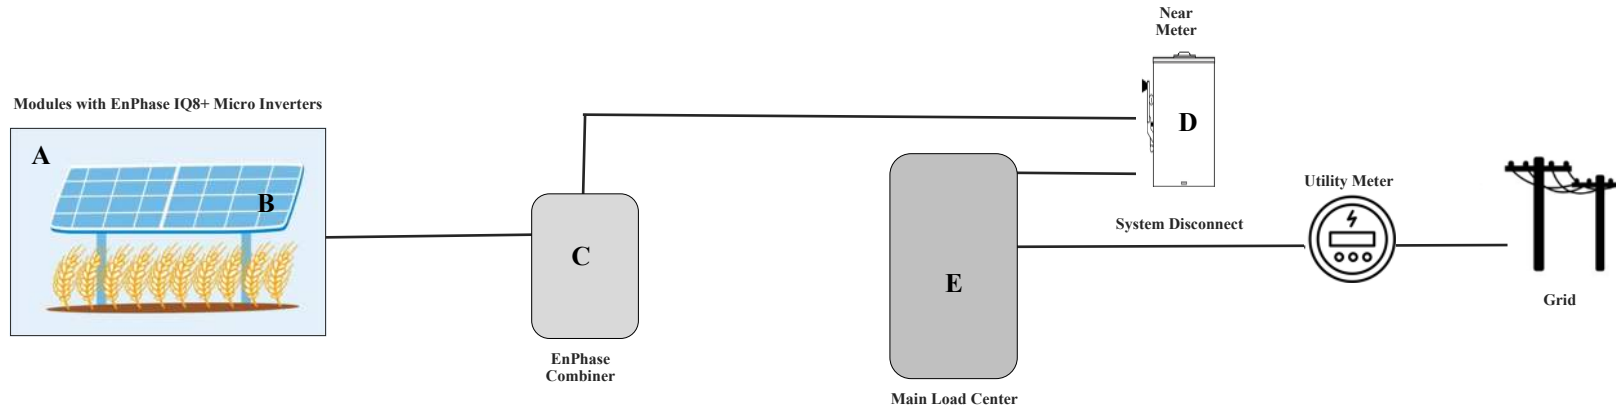 Near
Meter
Modules with EnPhase IQ8+ Micro Inverters
A
B
C
D
E
Utility Meter
System Disconnect
Grid
EnPhase
Combiner
Main Load Center